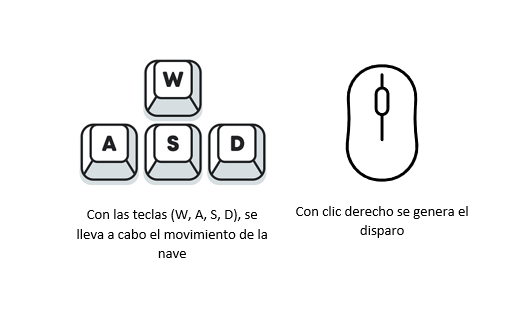 W
A S D
Con las teclas (W, A, S, D), se
lleva a cabo el movimiento de la
nave
Con clic derecho se genera el
disparo